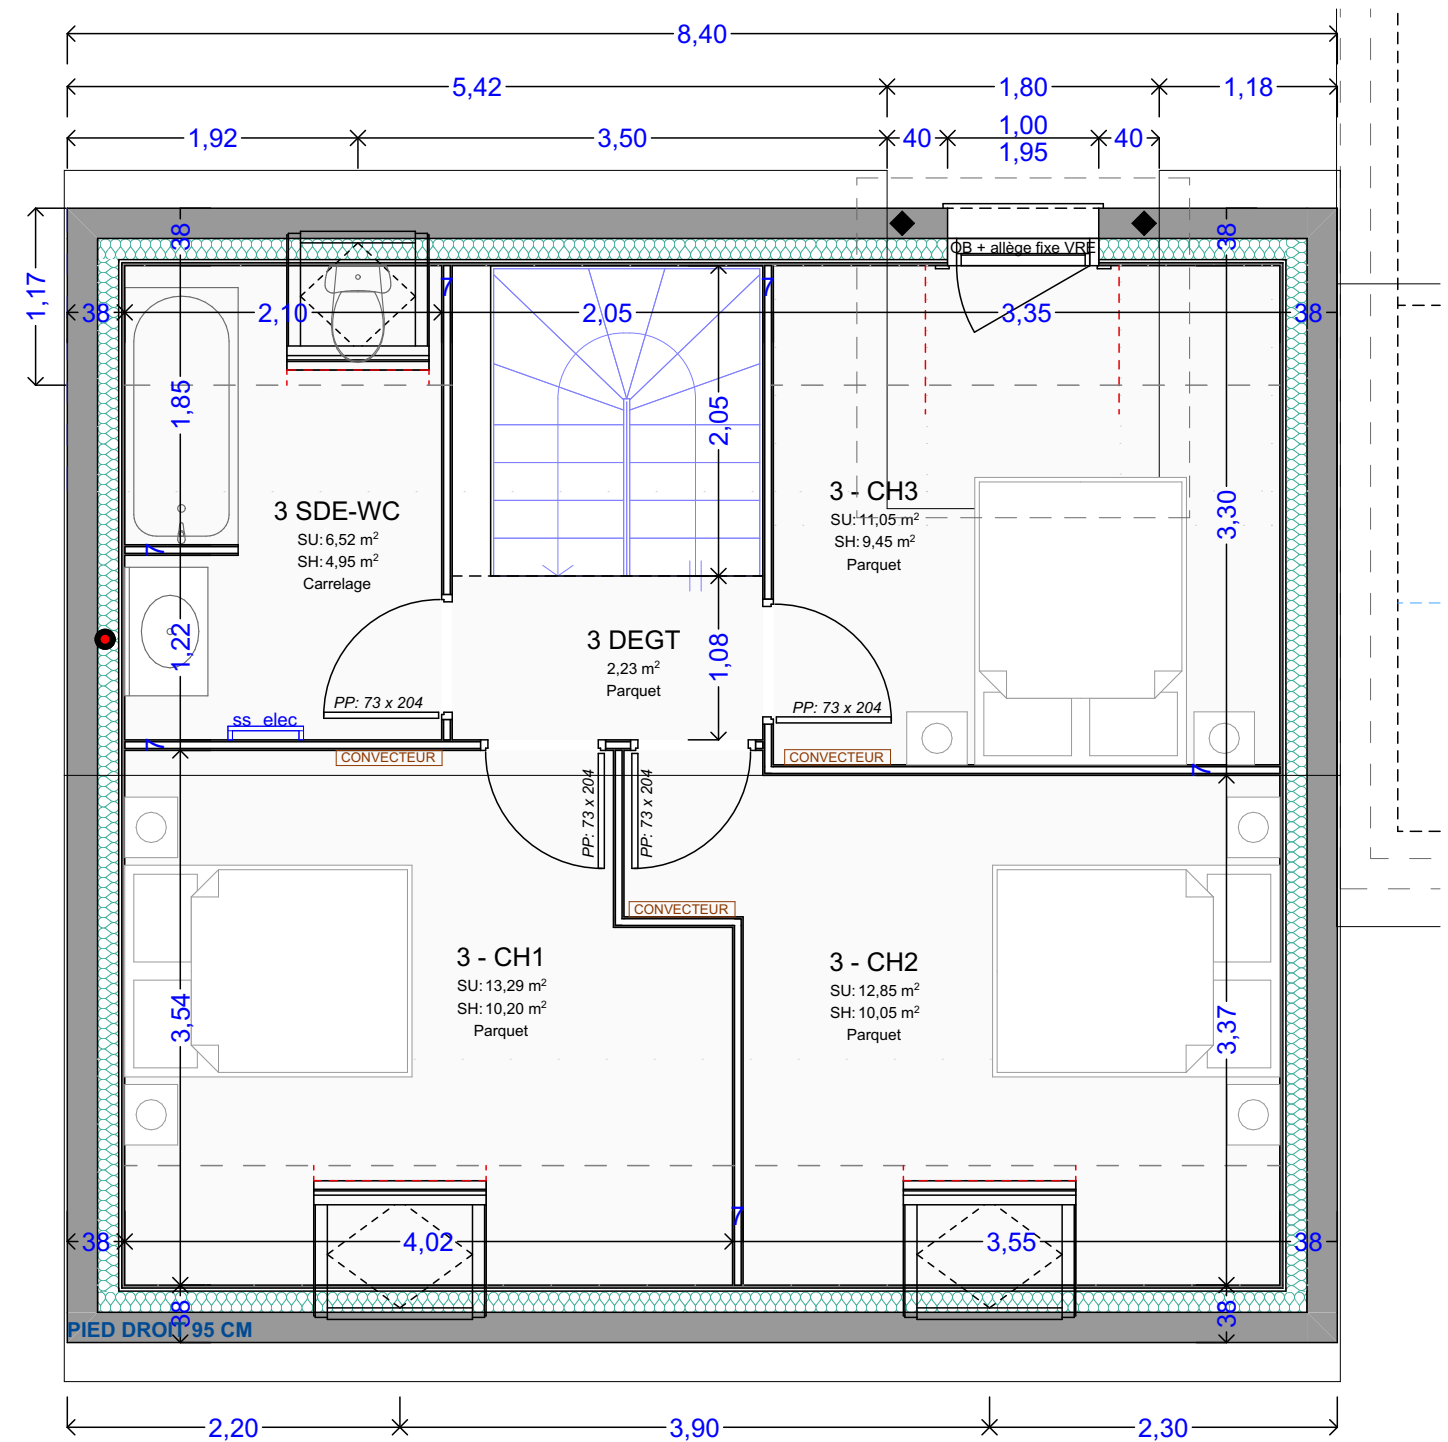 8,40
5,42
1,80
1,18
1,92
3,50
40
1,00
1,95
40
38
38
OB + allège fixe VRE
1,17
38
2,10
7
2,05
7
3,35
38
1,85
2,05
3 SDE-WC
SU: 6,52 m²
SH: 4,95 m²
Carrelage
3 - CH3
SU: 11,05 m²
SH: 9,45 m²
Parquet
3,30
7
1,22
3 DEGT
2,23 m²
Parquet
1,08
PP: 73 x 204
PP: 73 x 204
ss elec
7
CONVECTEUR
CONVECTEUR
7
PP: 73 x 204
PP: 73 x 204
CONVECTEUR
3 - CH1
SU: 13,29 m²
SH: 10,20 m²
Parquet
3 - CH2
SU: 12,85 m²
SH: 10,05 m²
Parquet
3,54
3,37
7
38
4,02
3,55
38
38
38
PIED DROIT 95 CM
2,20
3,90
2,30